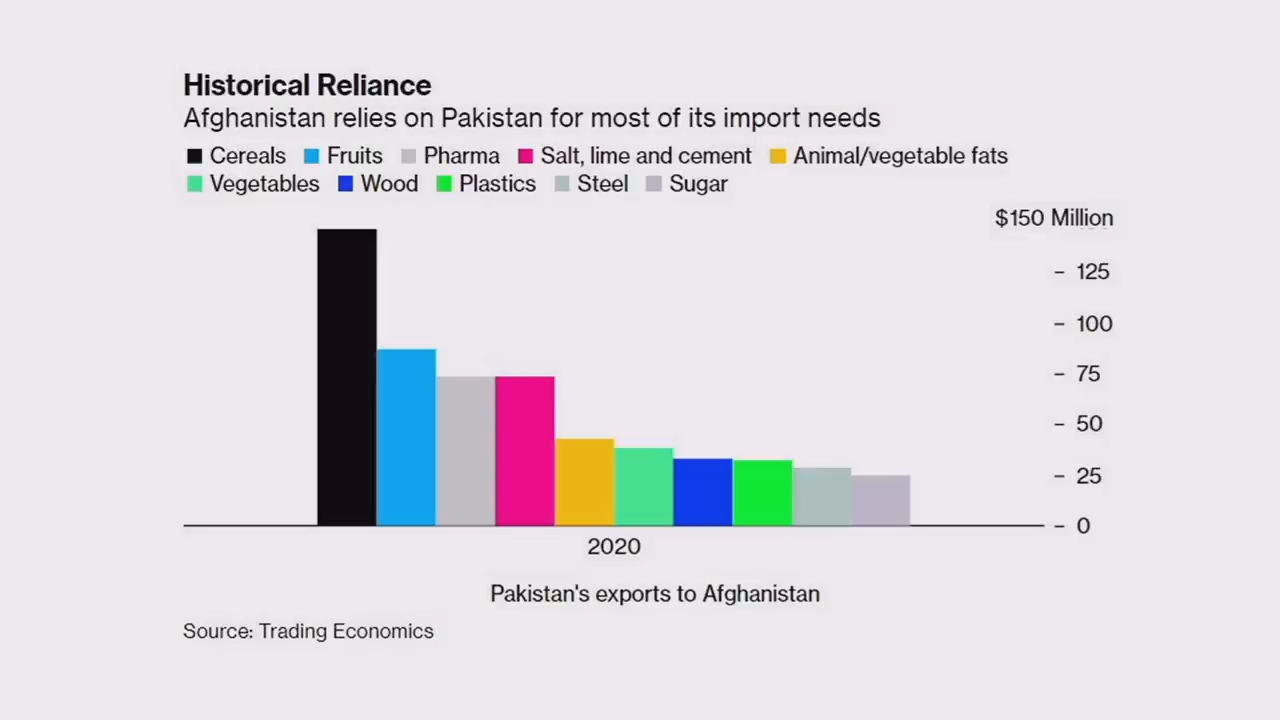 Historical Reliance
Afghanistan relies on Pakistan for most of its import needs
Cereals Fruits Pharma Salt, lime and cement Animal/vegetable fats
Vegetables Wood Plastics Steel Sugar
$150 Million
125
100
75
50
25
0
2020
Pakistan's exports to Afghanistan
Source: Trading Economics